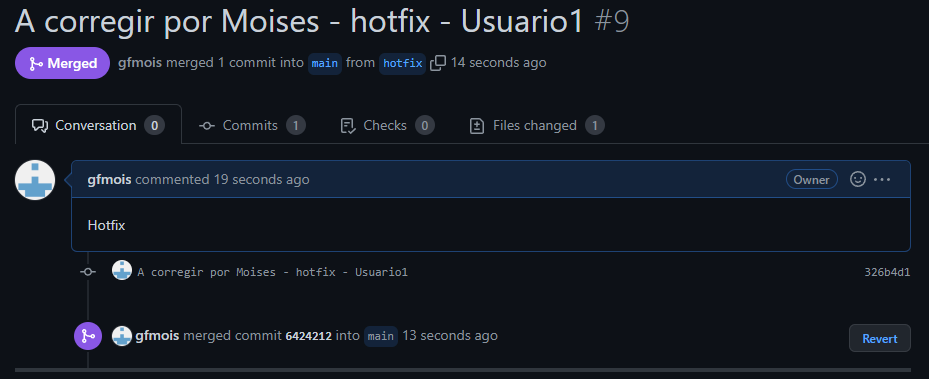 A corregir por Moises - hotfix - Usuario1 #9
Merged gfmois merged 1 commit into main from hotfix 14 seconds ago
Conversation 0 Commits 1 Checks 0 Files changed 1
gfmois commented 19 seconds ago Owner
Hotfix
A corregir por Moises - hotfix - Usuario1 326b4d1
gfmois merged commit 6424212 into main 13 seconds ago Revert